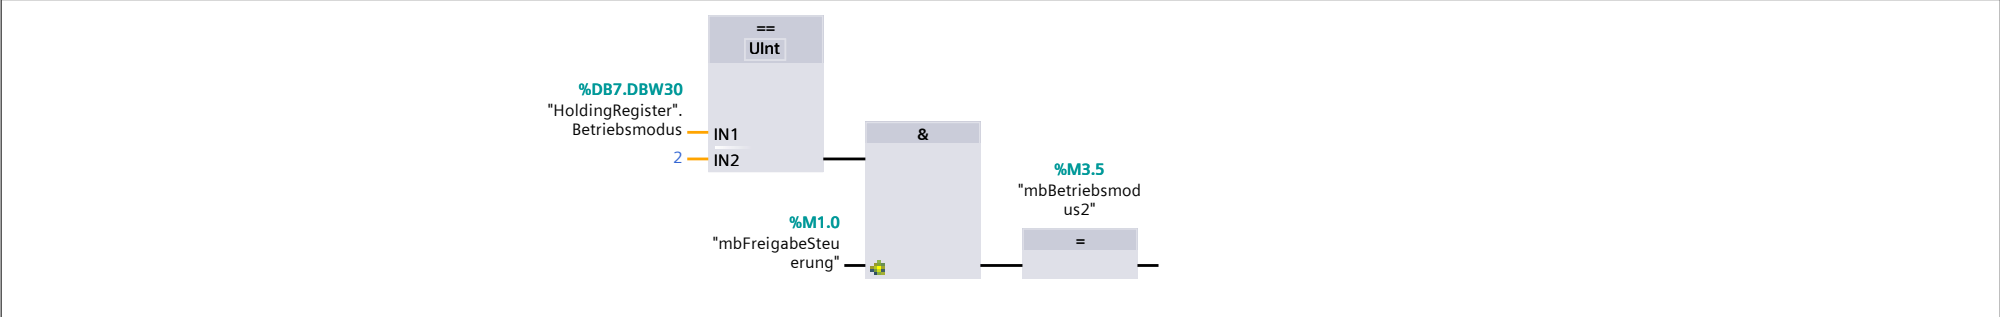 ==
UInt
%DB7.DBW30
"HoldingRegister".
Betriebsmodus
IN1
2
IN2
&
%M1.0
"mbFreigabeSteu
erung"
%M3.5
"mbBetriebsmod
us2"
=